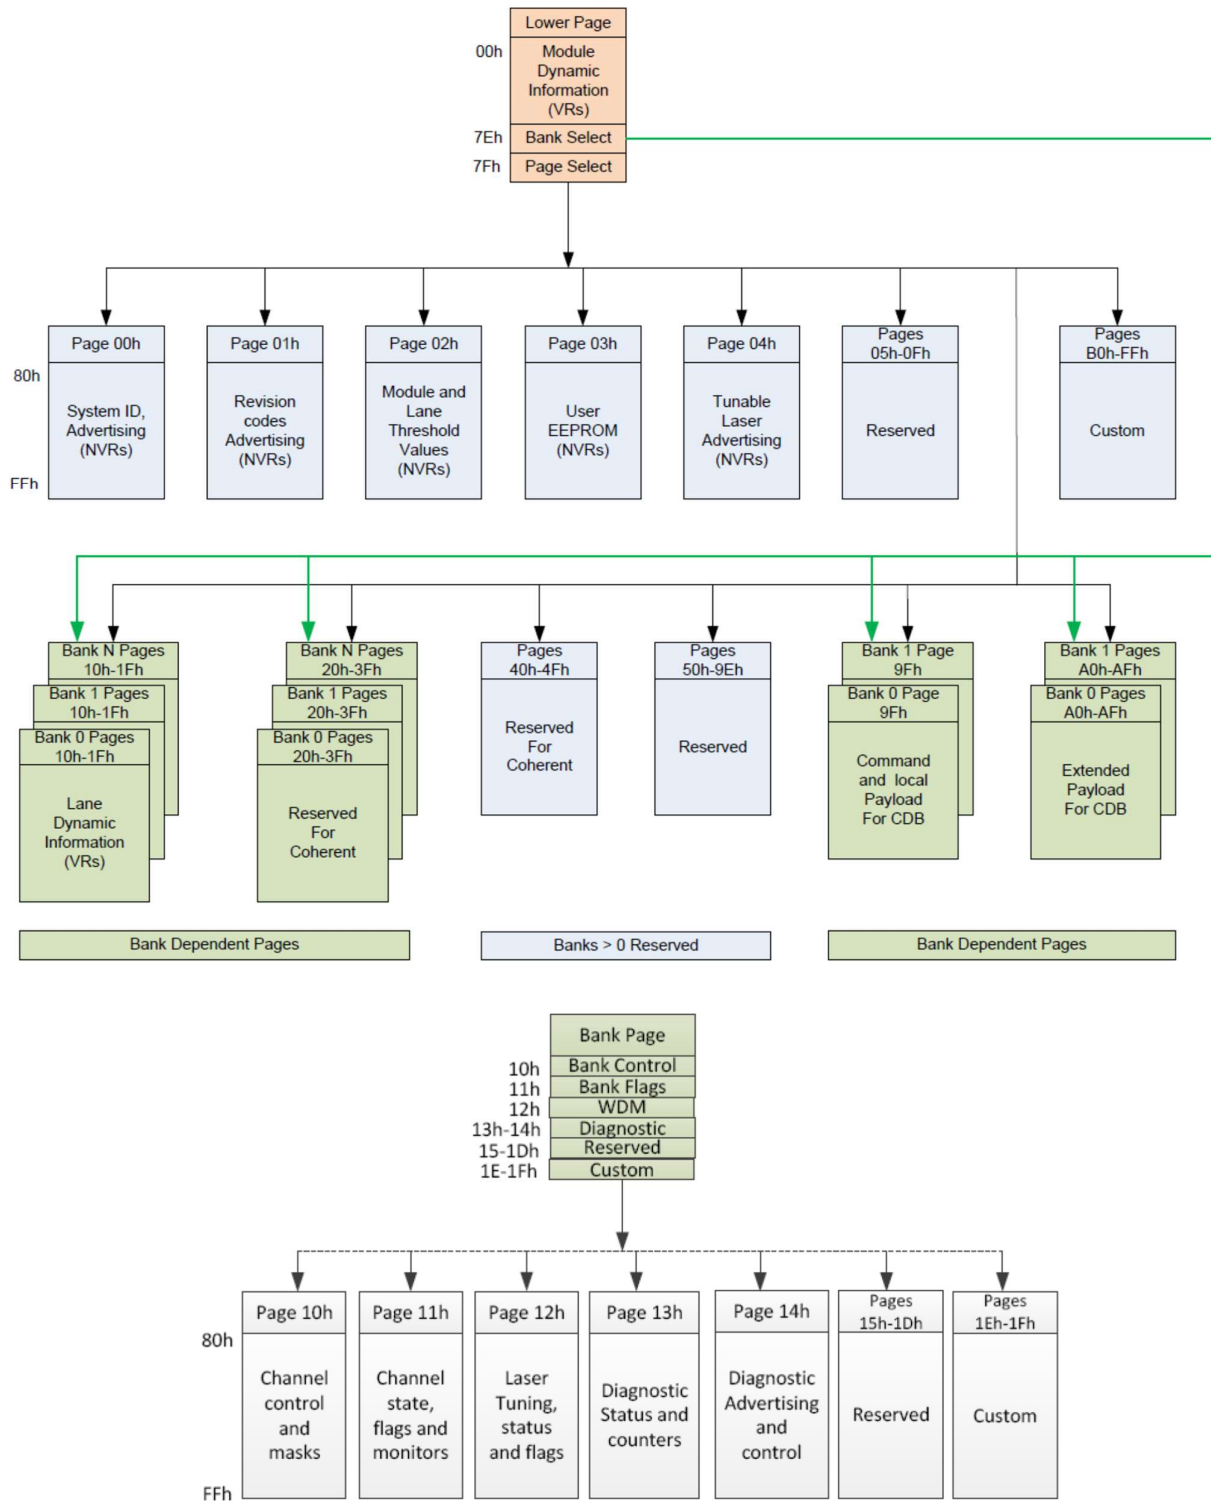 Lower Page
00h
Module
Dynamic
Information
(VRs)
7Eh
Bank Select
7Fh
Page Select
Page 00h
Page 01h
Page 02h
Page 03h
Page 04h
Pages
05h-0Fh
Pages
B0h-FFh
80h
System ID,
Advertising
(NVRs)
Revision
codes
Advertising
(NVRs)
Module and
Lane
Threshold
Values
(NVRs)
User
EEPROM
(NVRs)
Tunable
Laser
Advertising
(NVRs)
Reserved
Custom
FFh
Bank N Pages
10h-1Fh
Bank 1 Pages
10h-1Fh
Bank 0 Pages
10h-1Fh
Lane
Dynamic
Information
(VRs)
Bank N Pages
20h-3Fh
Bank 1 Pages
20h-3Fh
Bank 0 Pages
20h-3Fh
Reserved
For
Coherent
Pages
40h-4Fh
Reserved
For
Coherent
Pages
50h-9Eh
Reserved
Bank 1 Page
9Fh
Bank 0 Page
9Fh
Command
and local
Payload
For CDB
Bank 1 Pages
A0h-AFh
Bank 0 Pages
A0h-AFh
Extended
Payload
For CDB
Bank Dependent Pages
Banks > 0 Reserved
Bank Dependent Pages
Bank Page
10h
Bank Control
11h
Bank Flags
12h
WDM
13h-14h
Diagnostic
15-1Dh
Reserved
1E-1Fh
Custom
Page 10h
Page 11h
Page 12h
Page 13h
Page 14h
Pages
15h-1Dh
Pages
1Eh-1Fh
80h
Channel
control
and
masks
Channel
state,
flags and
monitors
Laser
Tuning,
status
and flags
Diagnostic
Status and
counters
Diagnostic
Advertising
and
control
Reserved
Custom
FFh